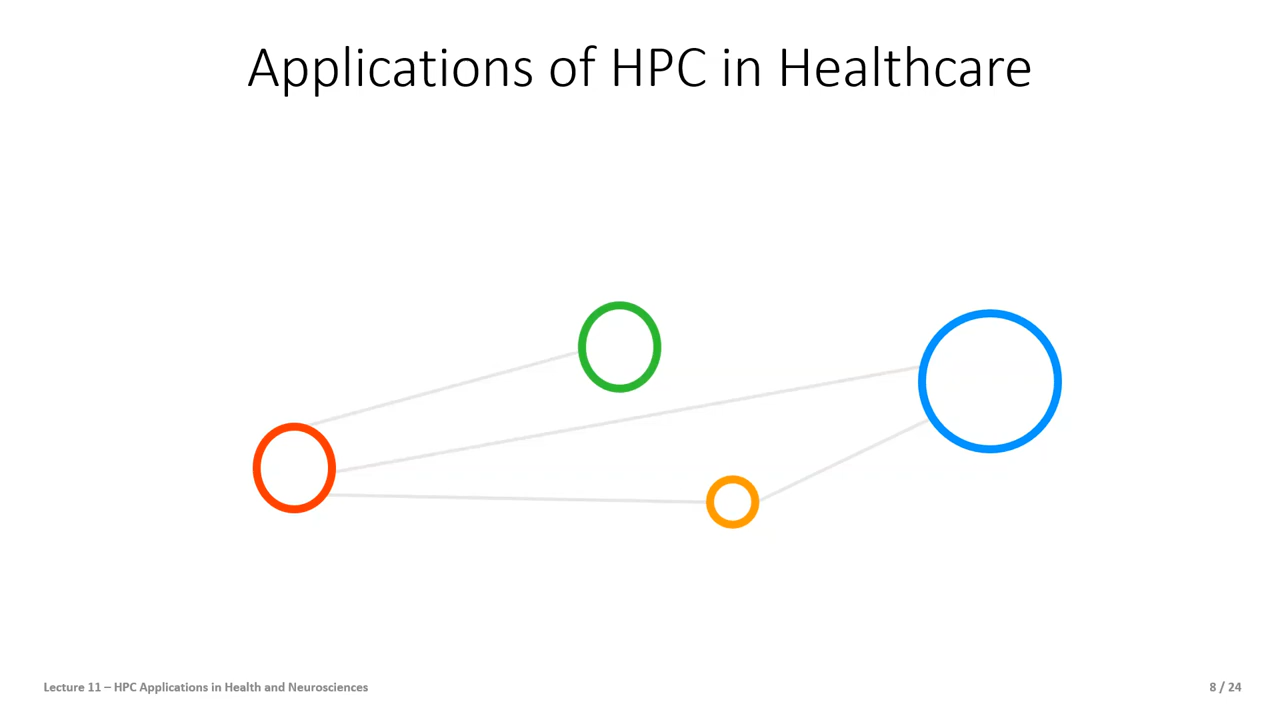 Applications of HPC in Healthcare
Lecture 11 – HPC Applications in Health and Neurosciences
8 / 24